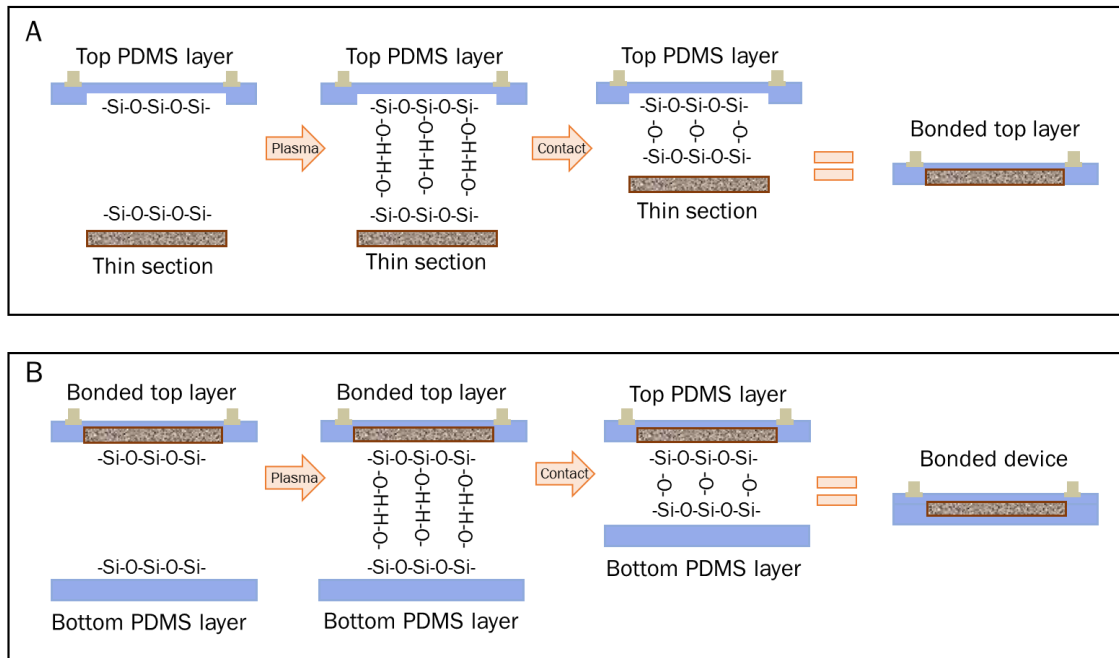 A
Top PDMS layer
Top PDMS layer
Top PDMS layer
-Si-O-Si-O-Si-
-Si-O-Si-O-Si-
-Si-O-Si-O-Si-
-O-H-H-O-
-O-H-H-O-
-O-H-H-O-
-O-
-O-
-O-
Plasma
Contact
Bonded top layer
-Si-O-Si-O-Si-
-Si-O-Si-O-Si-
-Si-O-Si-O-Si-
Thin section
Thin section
Thin section
B
Bonded top layer
Bonded top layer
Top PDMS layer
-Si-O-Si-O-Si-
-Si-O-Si-O-Si-
-Si-O-Si-O-Si-
-O-H-H-O-
-O-H-H-O-
-O-H-H-O-
-O-
-O-
-O-
Plasma
Contact
Bonded device
-Si-O-Si-O-Si-
-Si-O-Si-O-Si-
-Si-O-Si-O-Si-
Bottom PDMS layer
Bottom PDMS layer
Bottom PDMS layer